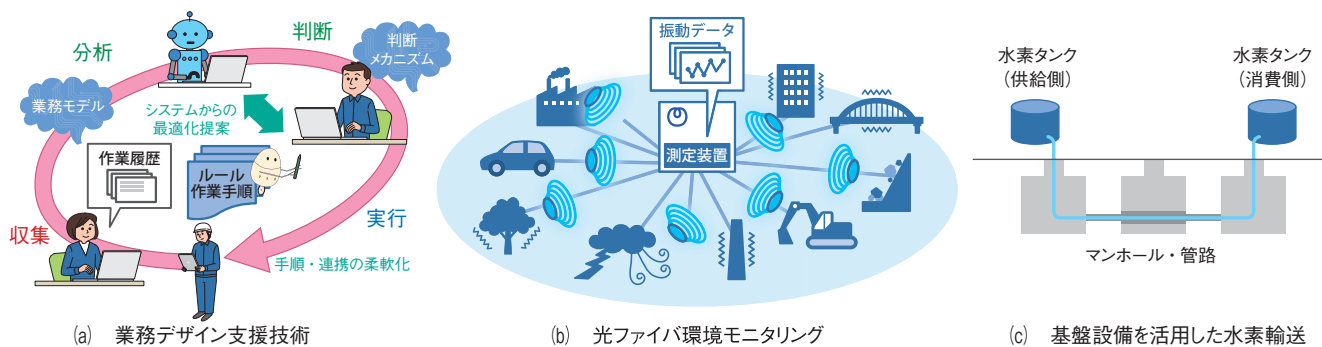 分析
判断
判断
メカニズム
業務モデル
システムからの
最適化提案
作業履歴
ルール
作業手順
収集
実行
手順・連携の柔軟化
(a) 業務デザイン支援技術
振動データ
測定装置
(b) 光ファイバ環境モニタリング
水素タンク
(供給側)
水素タンク
(消費側)
マンホール・管路
(c) 基盤設備を活用した水素輸送